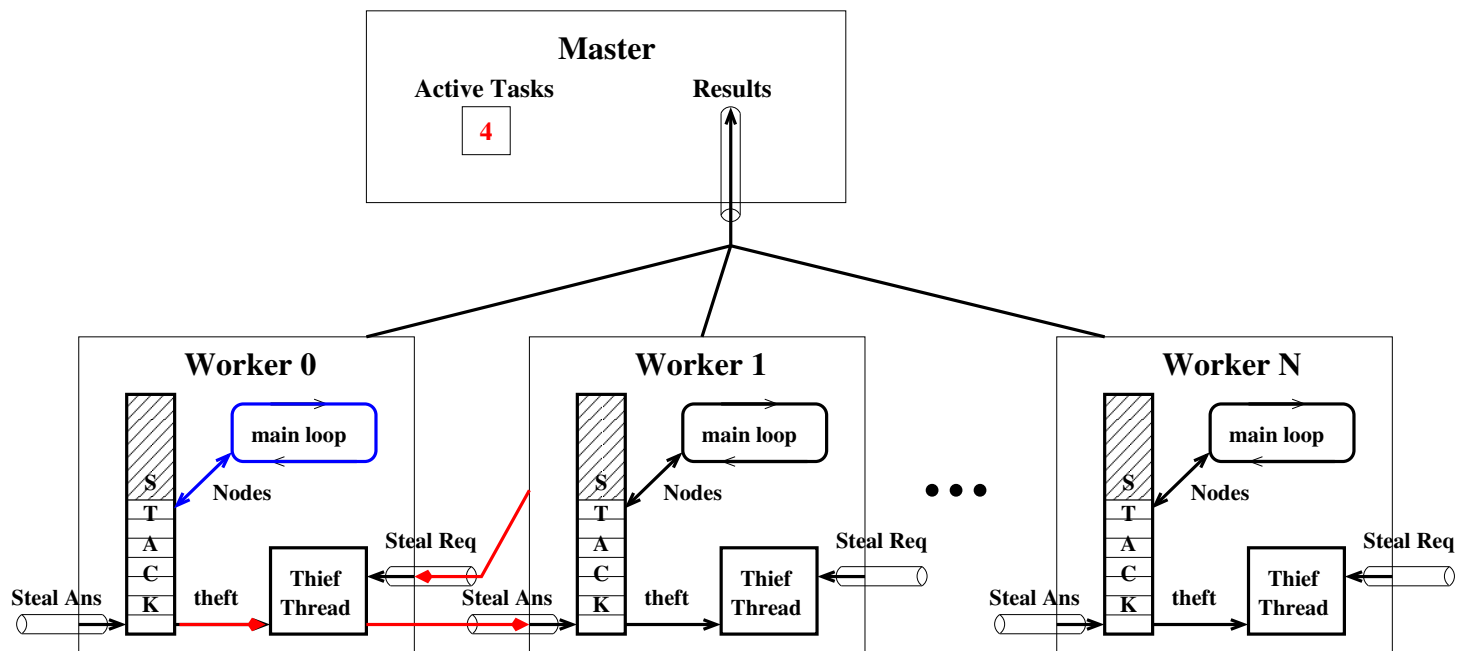 Master
Active Tasks
Results
4
Worker 0
main loop
Nodes
S
T
A
C
K
Steal Req
Thief
Thread
Steal Ans
theft
Worker 1
main loop
Nodes
S
T
A
C
K
Steal Req
Thief
Thread
Steal Ans
theft
Worker N
main loop
Nodes
S
T
A
C
K
Steal Req
Thief
Thread
Steal Ans
theft